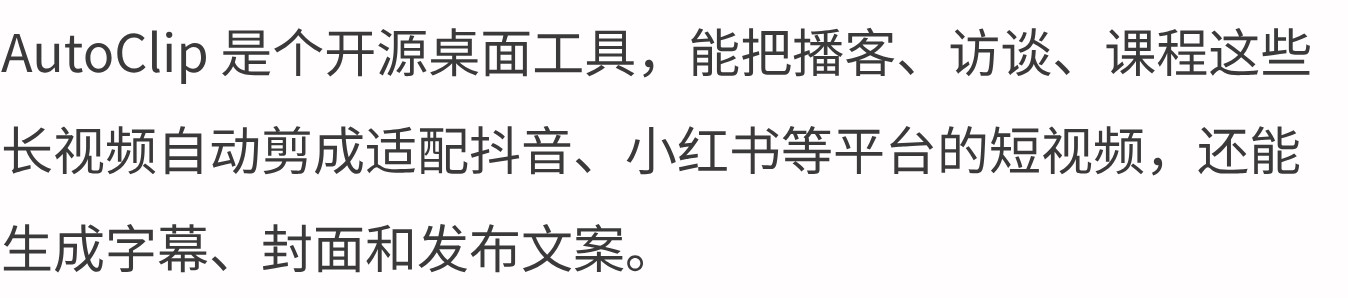 AutoClip 是个开源桌面工具，能把播客、访谈、课程这些
长视频自动剪成适配抖音、小红书等平台的短视频，还能
生成字幕、封面和发布文案。